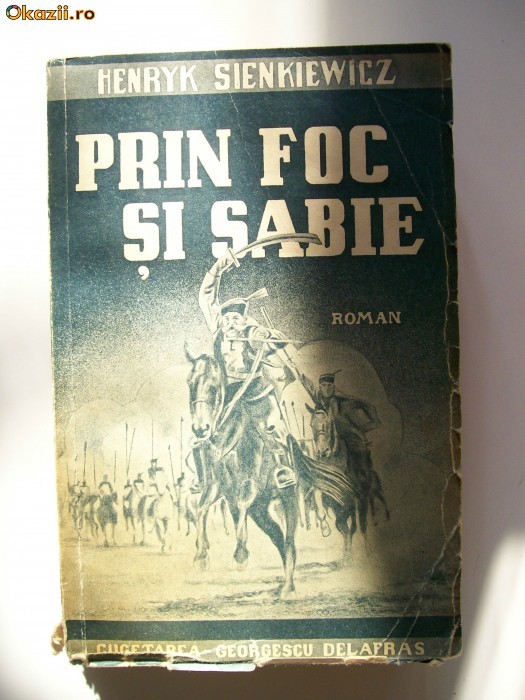 Okazii.ro
HENRYK SIENKIEWICZ
PRIN FOC
ȘI SABIE
ROMAN
CUGETAREA - GEORGESCU DELAFRAS